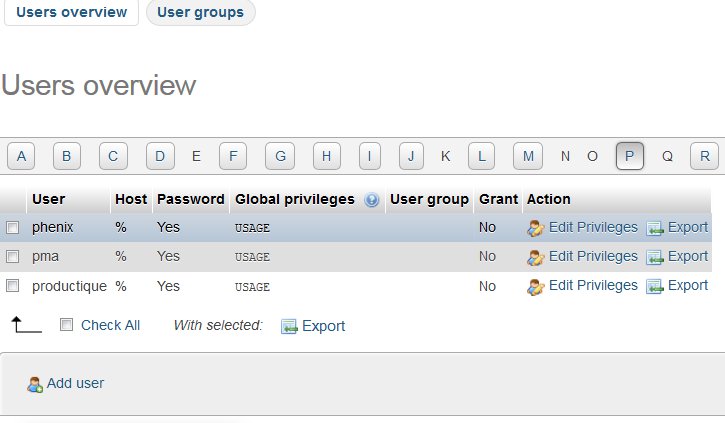 Users overview User groups
Users overview
A B C D E F G H I J K L M N O P Q R
User Host Password Global privileges User group Grant Action
phenix % Yes USAGE No Edit Privileges Export
pma % Yes USAGE No Edit Privileges Export
productique % Yes USAGE No Edit Privileges Export
Check All With selected: Export
Add user